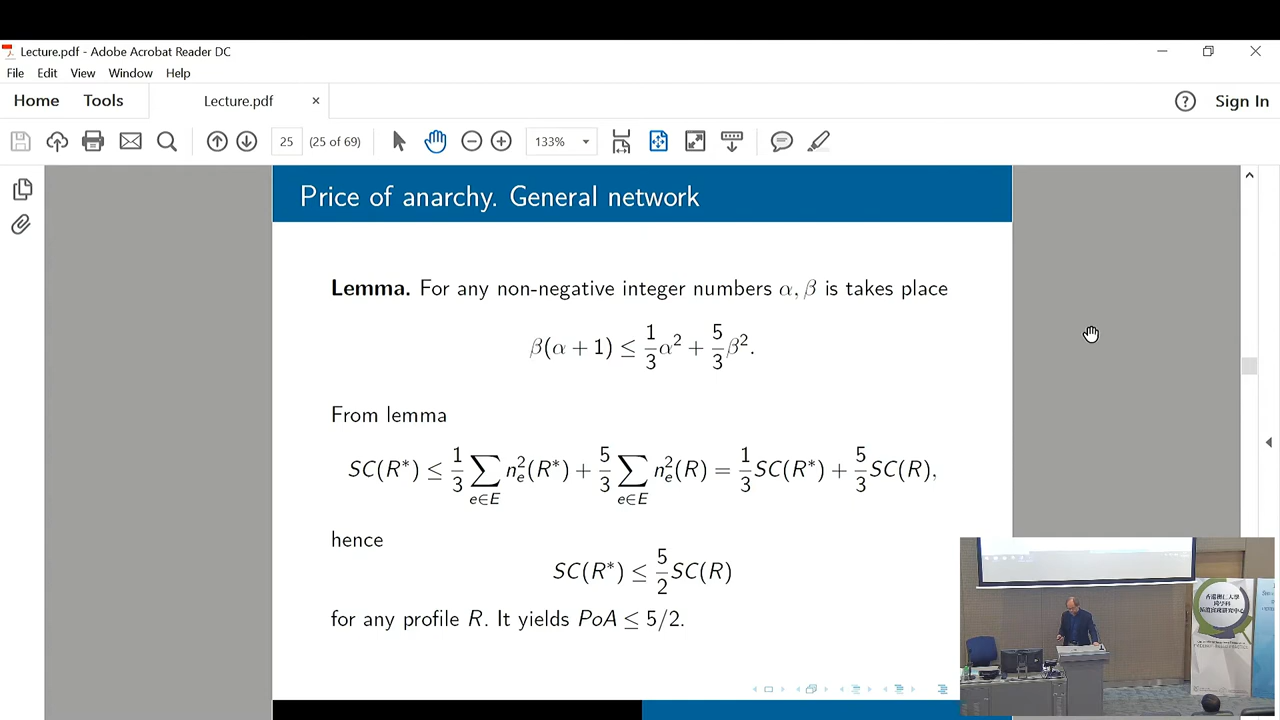 Lecture.pdf - Adobe Acrobat Reader DC
File Edit View Window Help
Home Tools Lecture.pdf × Sign In
25 (25 of 69) 133%
Price of anarchy. General network
Lemma. For any non-negative integer numbers α, β is takes place
β(α + 1) ≤ 1/3 α² + 5/3 β².
From lemma
SC(R*) ≤ 1/3 ∑_{e∈E} n_e²(R*) + 5/3 ∑_{e∈E} n_e²(R) = 1/3 SC(R*) + 5/3 SC(R),
hence
SC(R*) ≤ 5/2 SC(R)
for any profile R. It yields PoA ≤ 5/2.